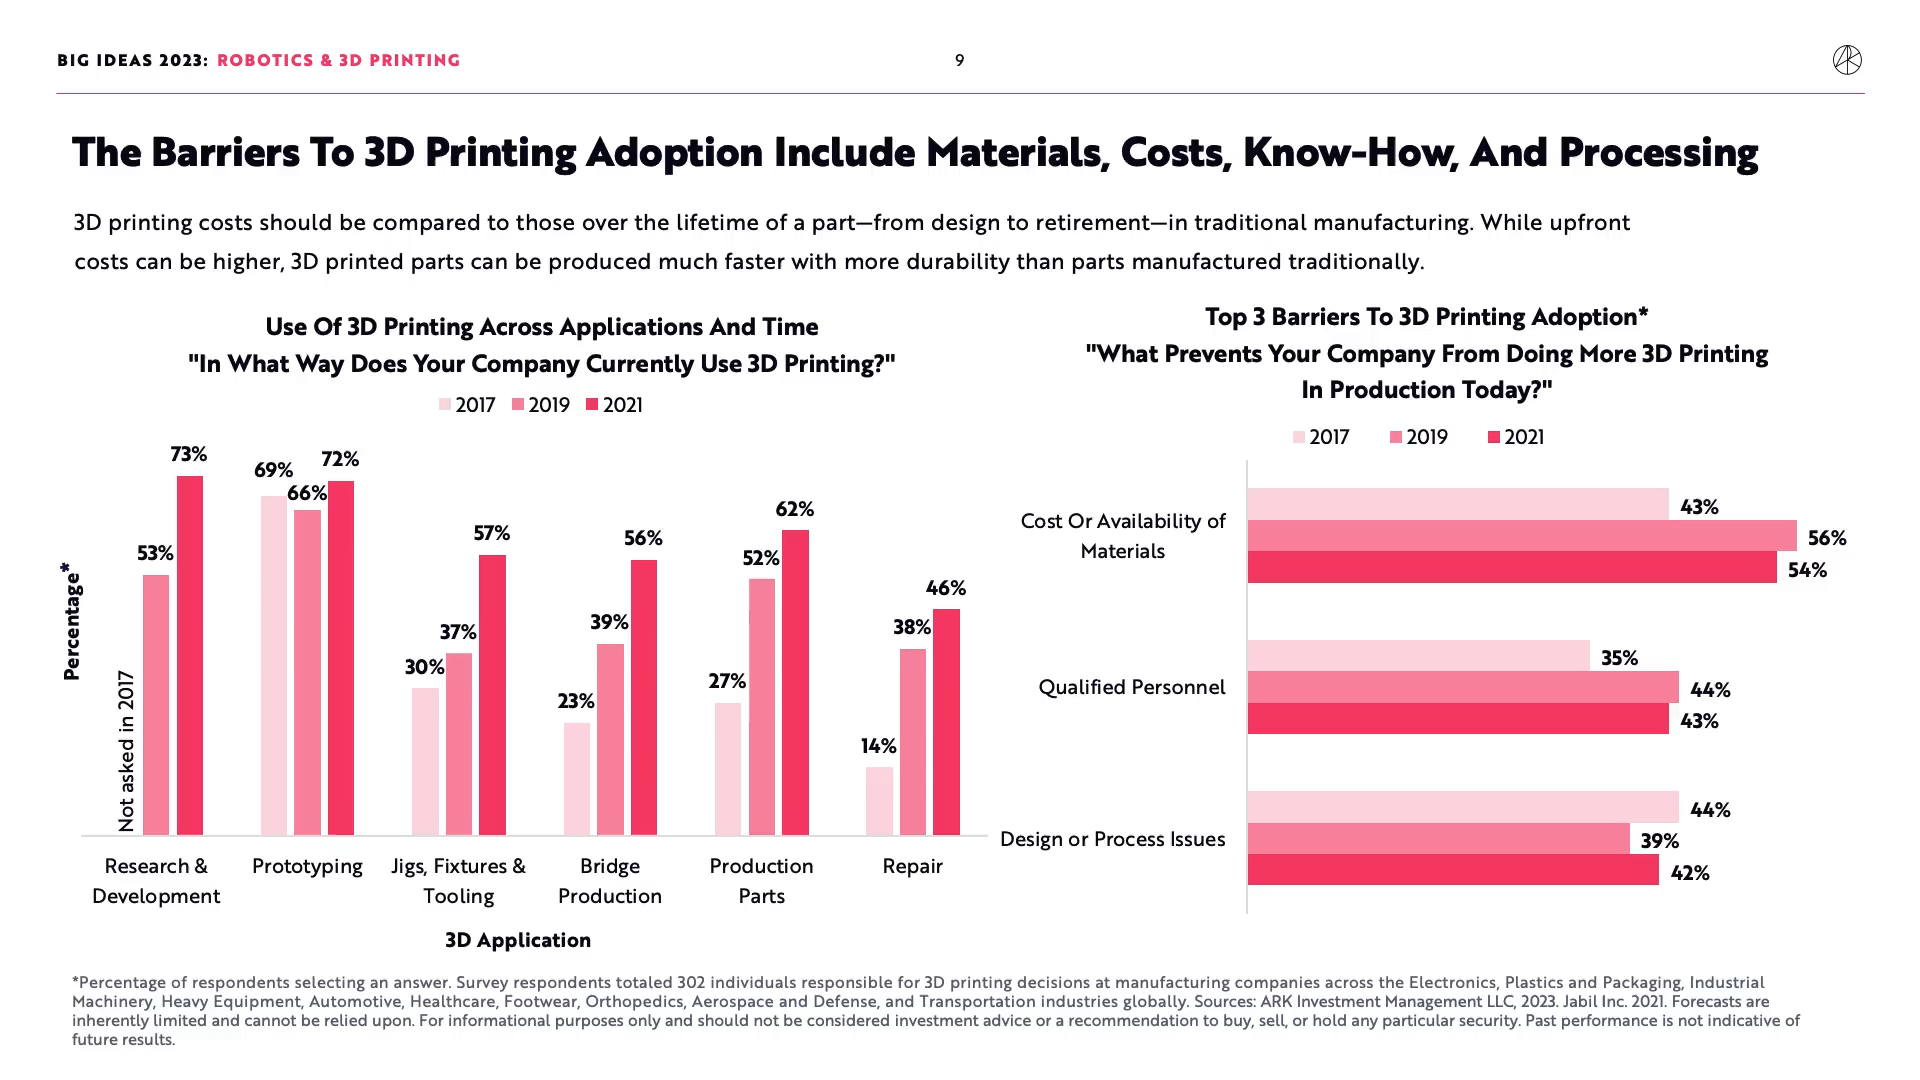 BIG IDEAS 2023: ROBOTICS & 3D PRINTING
9
The Barriers To 3D Printing Adoption Include Materials, Costs, Know-How, And Processing
3D printing costs should be compared to those over the lifetime of a part—from design to retirement—in traditional manufacturing. While upfront
costs can be higher, 3D printed parts can be produced much faster with more durability than parts manufactured traditionally.
Use Of 3D Printing Across Applications And Time
"In What Way Does Your Company Currently Use 3D Printing?"
2017 2019 2021
Percentage*
Not asked in 2017
53%
73%
69%
66%
72%
30%
37%
57%
23%
39%
56%
27%
52%
62%
14%
38%
46%
Research &
Development
Prototyping
Jigs, Fixtures &
Tooling
Bridge
Production
Production
Parts
Repair
3D Application
Top 3 Barriers To 3D Printing Adoption*
"What Prevents Your Company From Doing More 3D Printing
In Production Today?"
2017 2019 2021
Cost Or Availability of
Materials
43%
56%
54%
Qualified Personnel
35%
44%
43%
Design or Process Issues
44%
39%
42%
*Percentage of respondents selecting an answer. Survey respondents totaled 302 individuals responsible for 3D printing decisions at manufacturing companies across the Electronics, Plastics and Packaging, Industrial
Machinery, Heavy Equipment, Automotive, Healthcare, Footwear, Orthopedics, Aerospace and Defense, and Transportation industries globally. Sources: ARK Investment Management LLC, 2023. Jabil Inc. 2021. Forecasts are
inherently limited and cannot be relied upon. For informational purposes only and should not be considered investment advice or a recommendation to buy, sell, or hold any particular security. Past performance is not indicative of
future results.